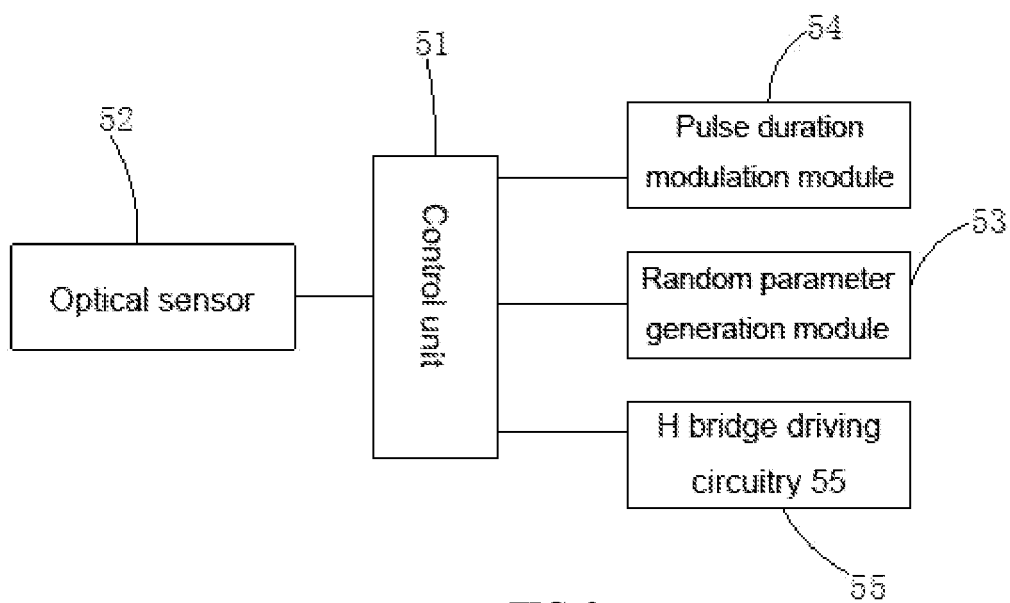 51
54
52
Pulse duration
modulation module
53
Control unit
Optical sensor
Random parameter
generation module
H bridge driving
circuitry 55
55